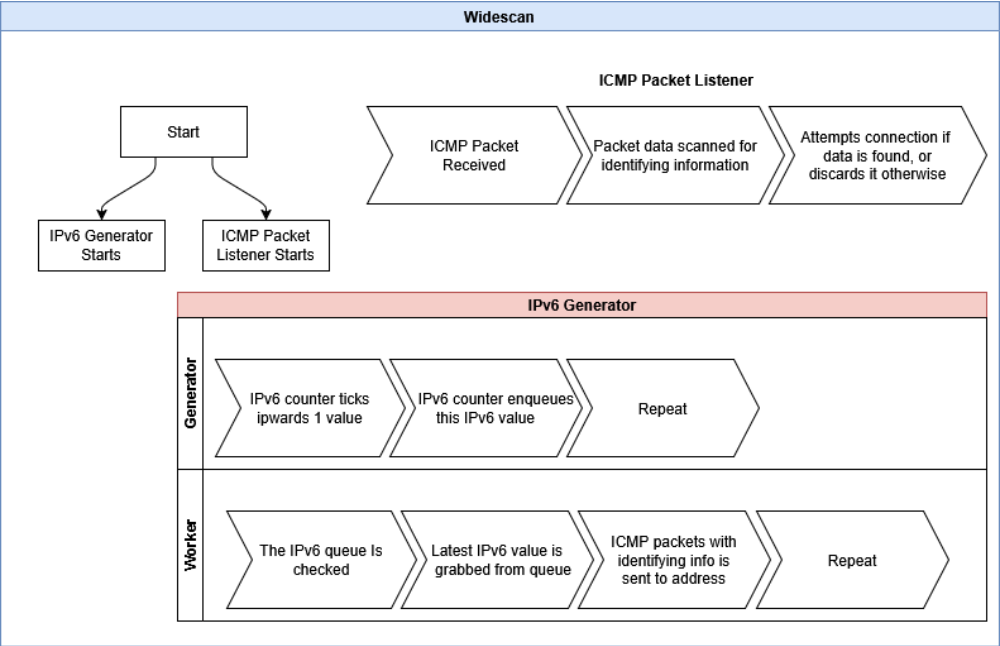 Widescan
Start
IPv6 Generator
Starts
ICMP Packet
Listener Starts
ICMP Packet Listener
ICMP Packet
Received
Packet data scanned for
identifying information
Attempts connection if
data is found, or
discards it otherwise
IPv6 Generator
Generator
IPv6 counter ticks
ipwards 1 value
IPv6 counter enqueues
this IPv6 value
Repeat
Worker
The IPv6 queue Is
checked
Latest IPv6 value is
grabbed from queue
ICMP packets with
identifying info is
sent to address
Repeat